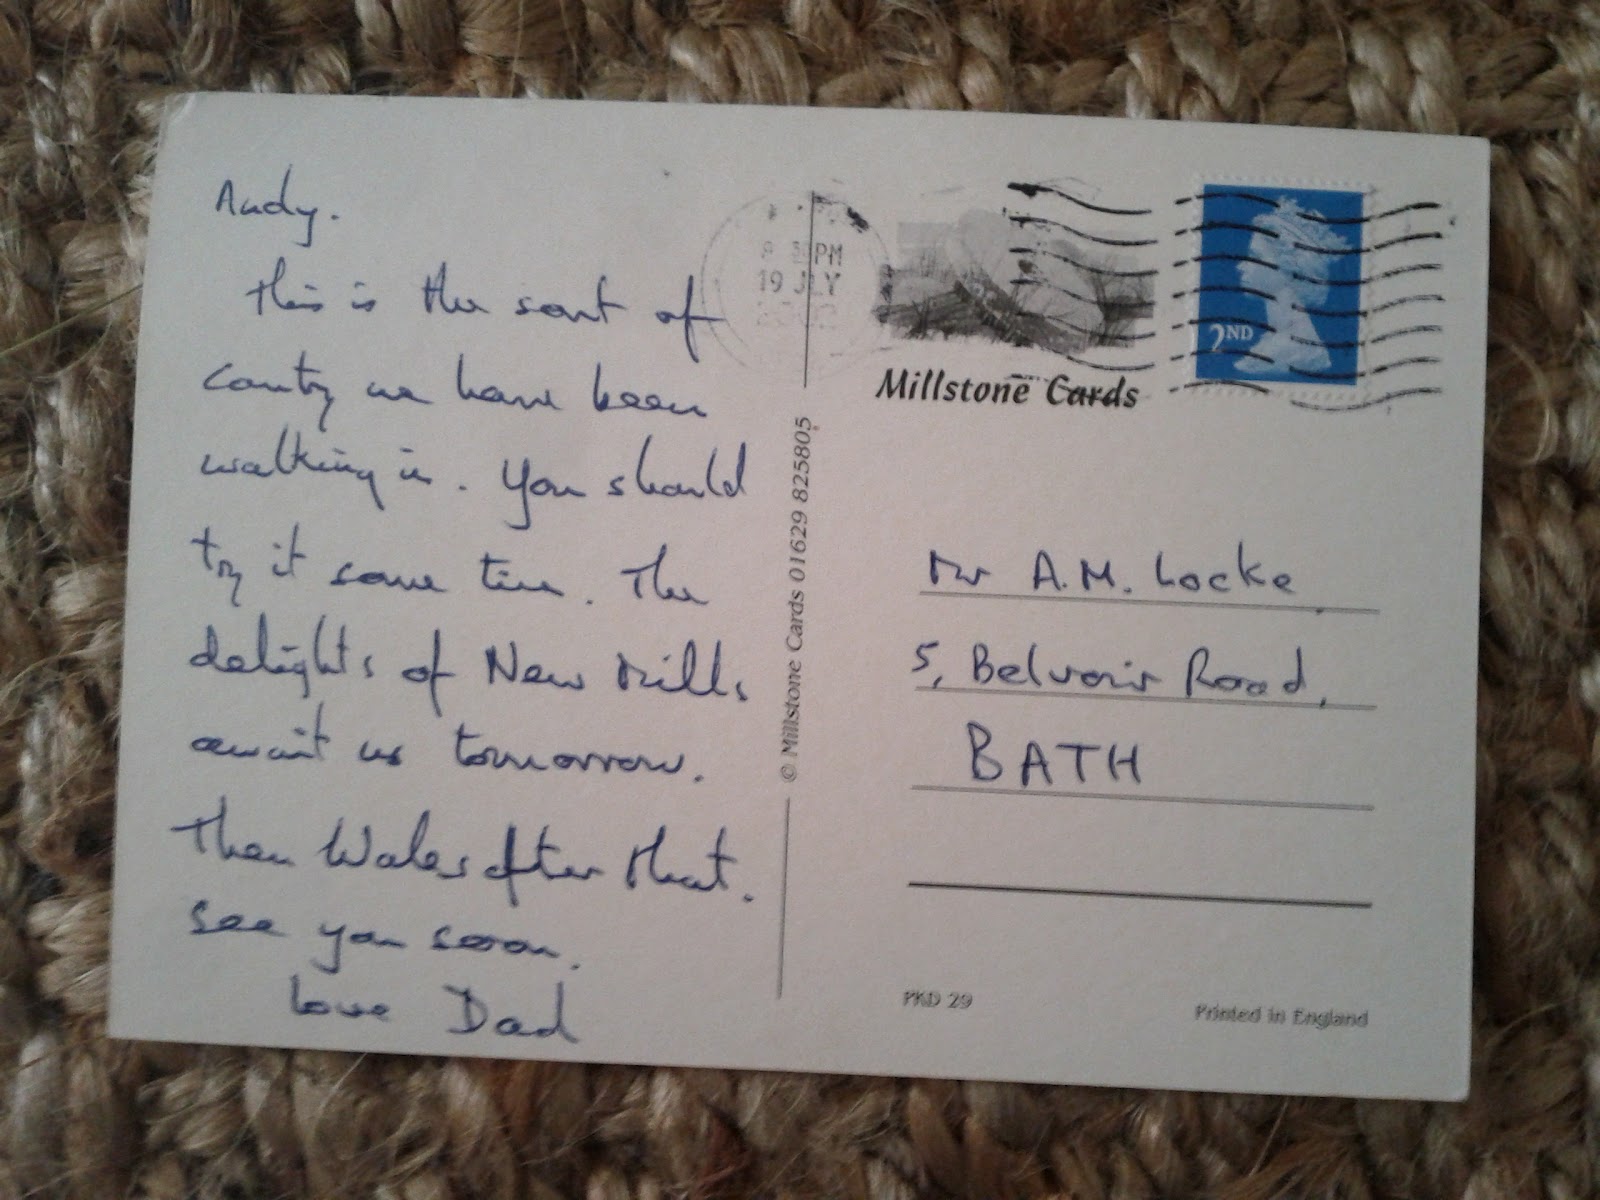 Andy.
This is the sort of
country we have been
walking in. You should
try it some time. The
delights of New Mills
await us tomorrow.
Then Wales after that.
see you soon.
Love Dad
PM
19 JLY
Millstone Cards
2ND
© Millstone Cards 01629 825805
Mr A.M. Locke
5, Belvoir Road,
BATH
PKD 29
Printed in England